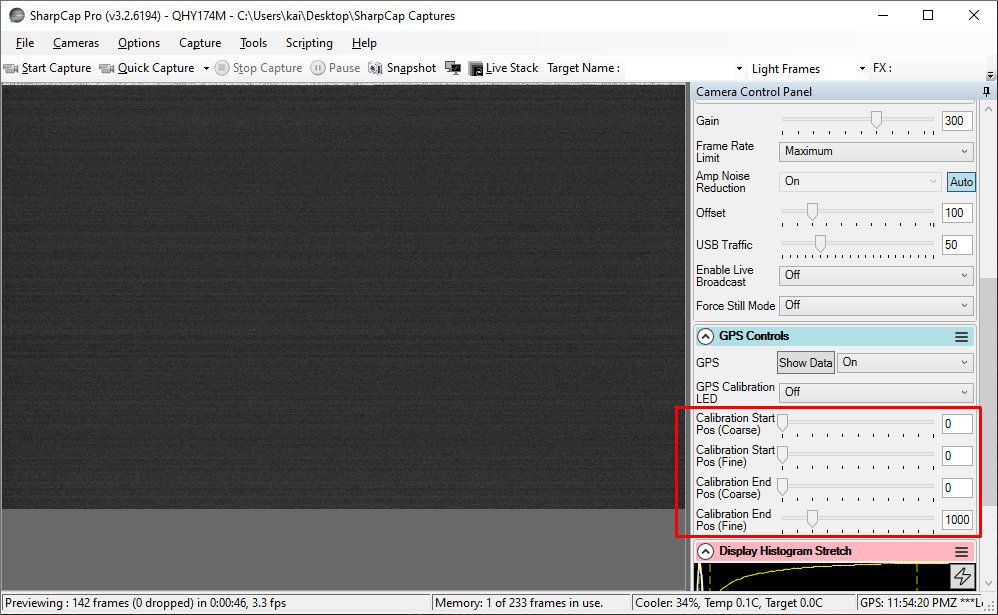 SharpCap Pro (v3.2.6194) - QHY174M - C:\Users\kai\Desktop\SharpCap Captures
File Cameras Options Capture Tools Scripting Help
Start Capture Quick Capture Stop Capture Pause Snapshot Live Stack Target Name : Light Frames FX :
Camera Control Panel
Gain 300
Frame Rate
Limit Maximum
Amp Noise
Reduction On Auto
Offset 100
USB Traffic 50
Enable Live
Broadcast Off
Force Still Mode Off
GPS Controls
GPS Show Data On
GPS Calibration
LED Off
Calibration Start
Pos (Coarse) 0
Calibration Start
Pos (Fine) 0
Calibration End
Pos (Coarse) 0
Calibration End
Pos (Fine) 1000
Display Histogram Stretch
Previewing : 142 frames (0 dropped) in 0:00:46, 3.3 fps Memory: 1 of 233 frames in use. Cooler: 34%, Temp 0.1C, Target 0.0C GPS: 11:54:20 PMZ ***L